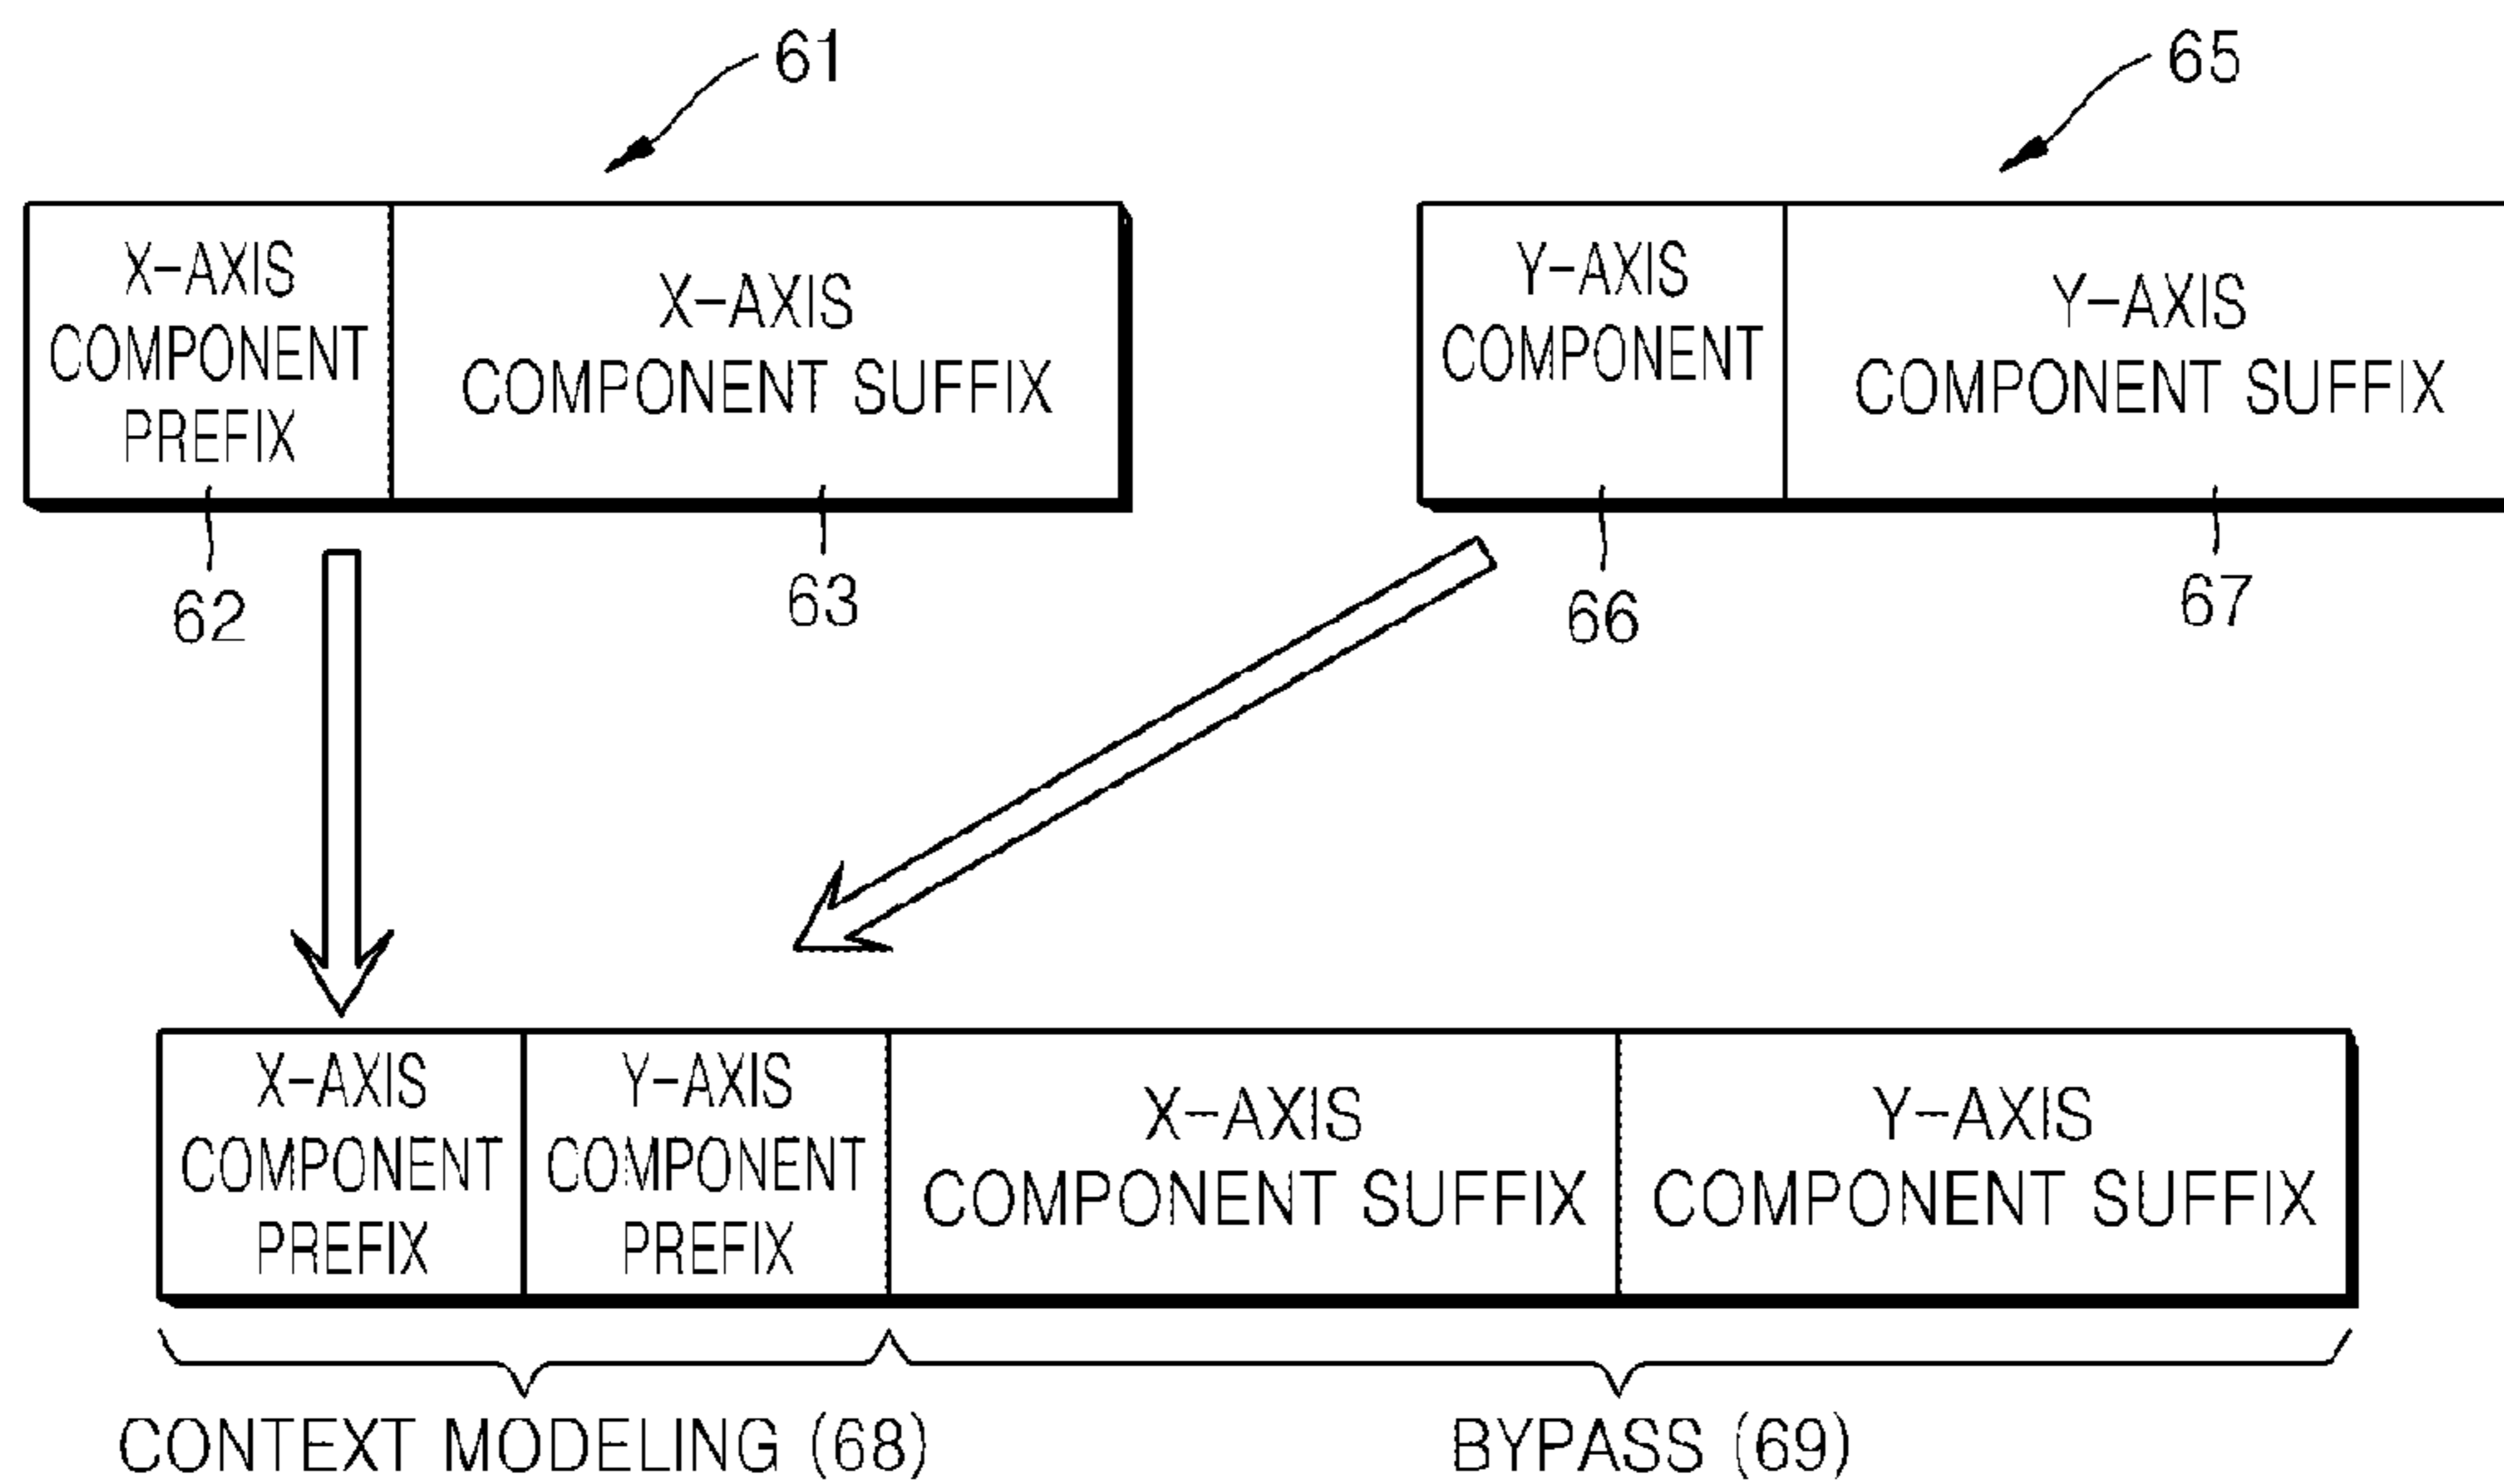 61
65
X-AXIS
COMPONENT
PREFIX
X-AXIS
COMPONENT SUFFIX
Y-AXIS
COMPONENT
Y-AXIS
COMPONENT SUFFIX
62
63
66
67
X-AXIS
COMPONENT
PREFIX
Y-AXIS
COMPONENT
PREFIX
X-AXIS
COMPONENT SUFFIX
Y-AXIS
COMPONENT SUFFIX
CONTEXT MODELING (68)
BYPASS (69)